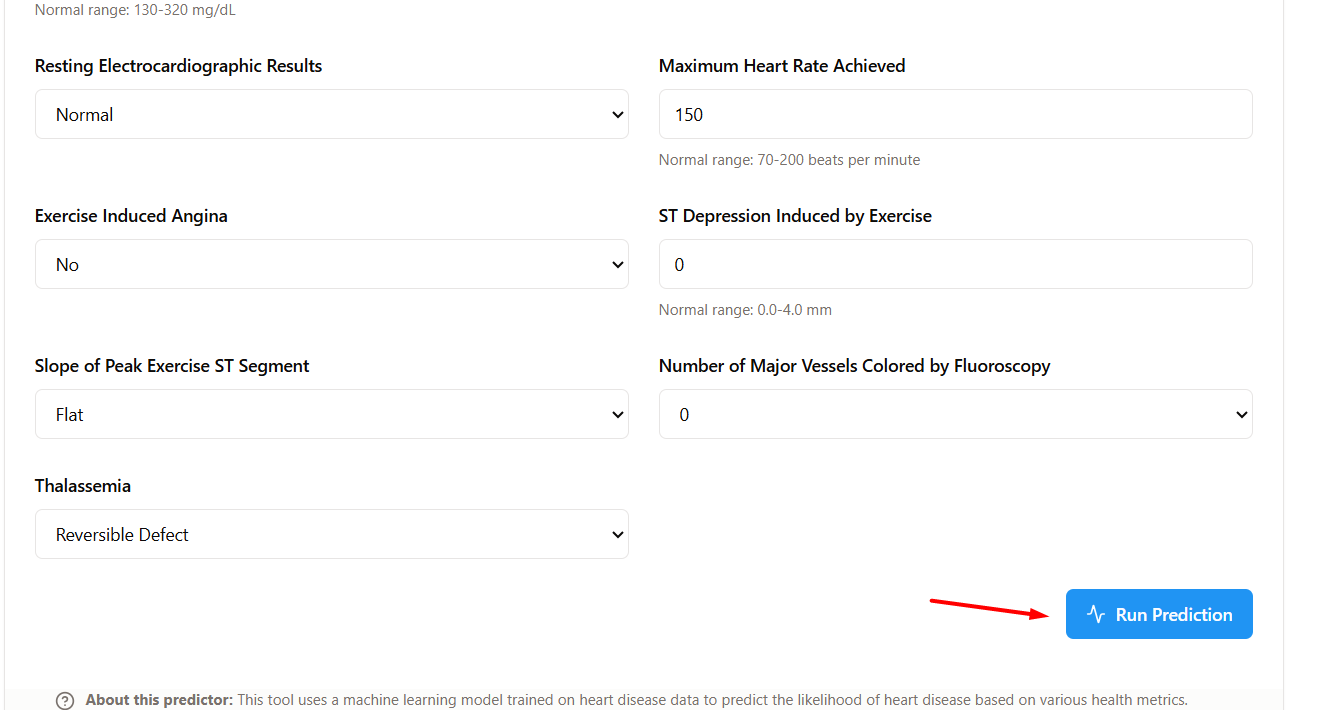 Normal range: 130-320 mg/dL
Resting Electrocardiographic Results
Normal
Maximum Heart Rate Achieved
150
Normal range: 70-200 beats per minute
Exercise Induced Angina
No
ST Depression Induced by Exercise
0
Normal range: 0.0-4.0 mm
Slope of Peak Exercise ST Segment
Flat
Number of Major Vessels Colored by Fluoroscopy
0
Thalassemia
Reversible Defect
Run Prediction
About this predictor: This tool uses a machine learning model trained on heart disease data to predict the likelihood of heart disease based on various health metrics.